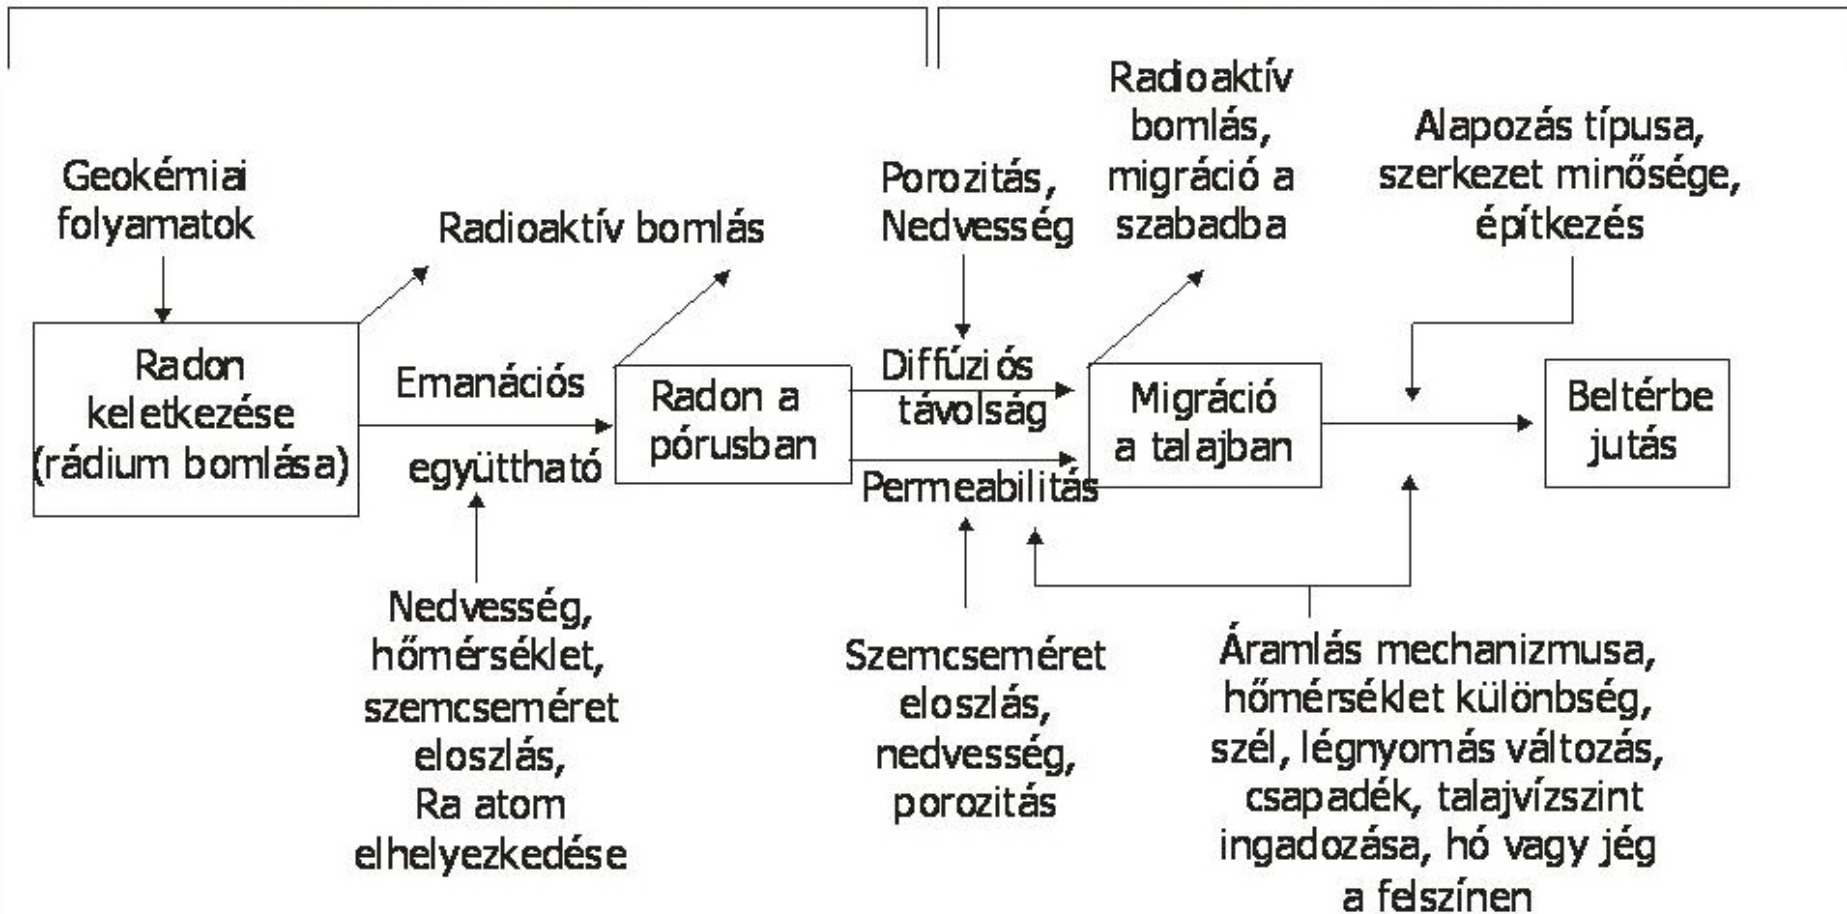 Geokémiai
folyamatok
Radioaktív bomlás
Porozitás,
Nedvesség
Radioaktív
bomlás,
migráció a
szabadba
Alapozás típusa,
szerkezet minősége,
építkezés
Radon
keletkezése
(rádium bomlása)
Emanációs
együttható
Radon a
pórusban
Diffúziós
távolság
Permeabilitás
Migráció
a talajban
Beltérbe
jutás
Nedvesség,
hőmérséklet,
szemcseméret
eloszlás,
Ra atom
elhelyezkedése
Szemcseméret
eloszlás,
nedvesség,
porozitás
Áramlás mechanizmusa,
hőmérséklet különbség,
szél, légnyomás változás,
csapadék, talajvízszint
ingadozása, hó vagy jég
a felszínen